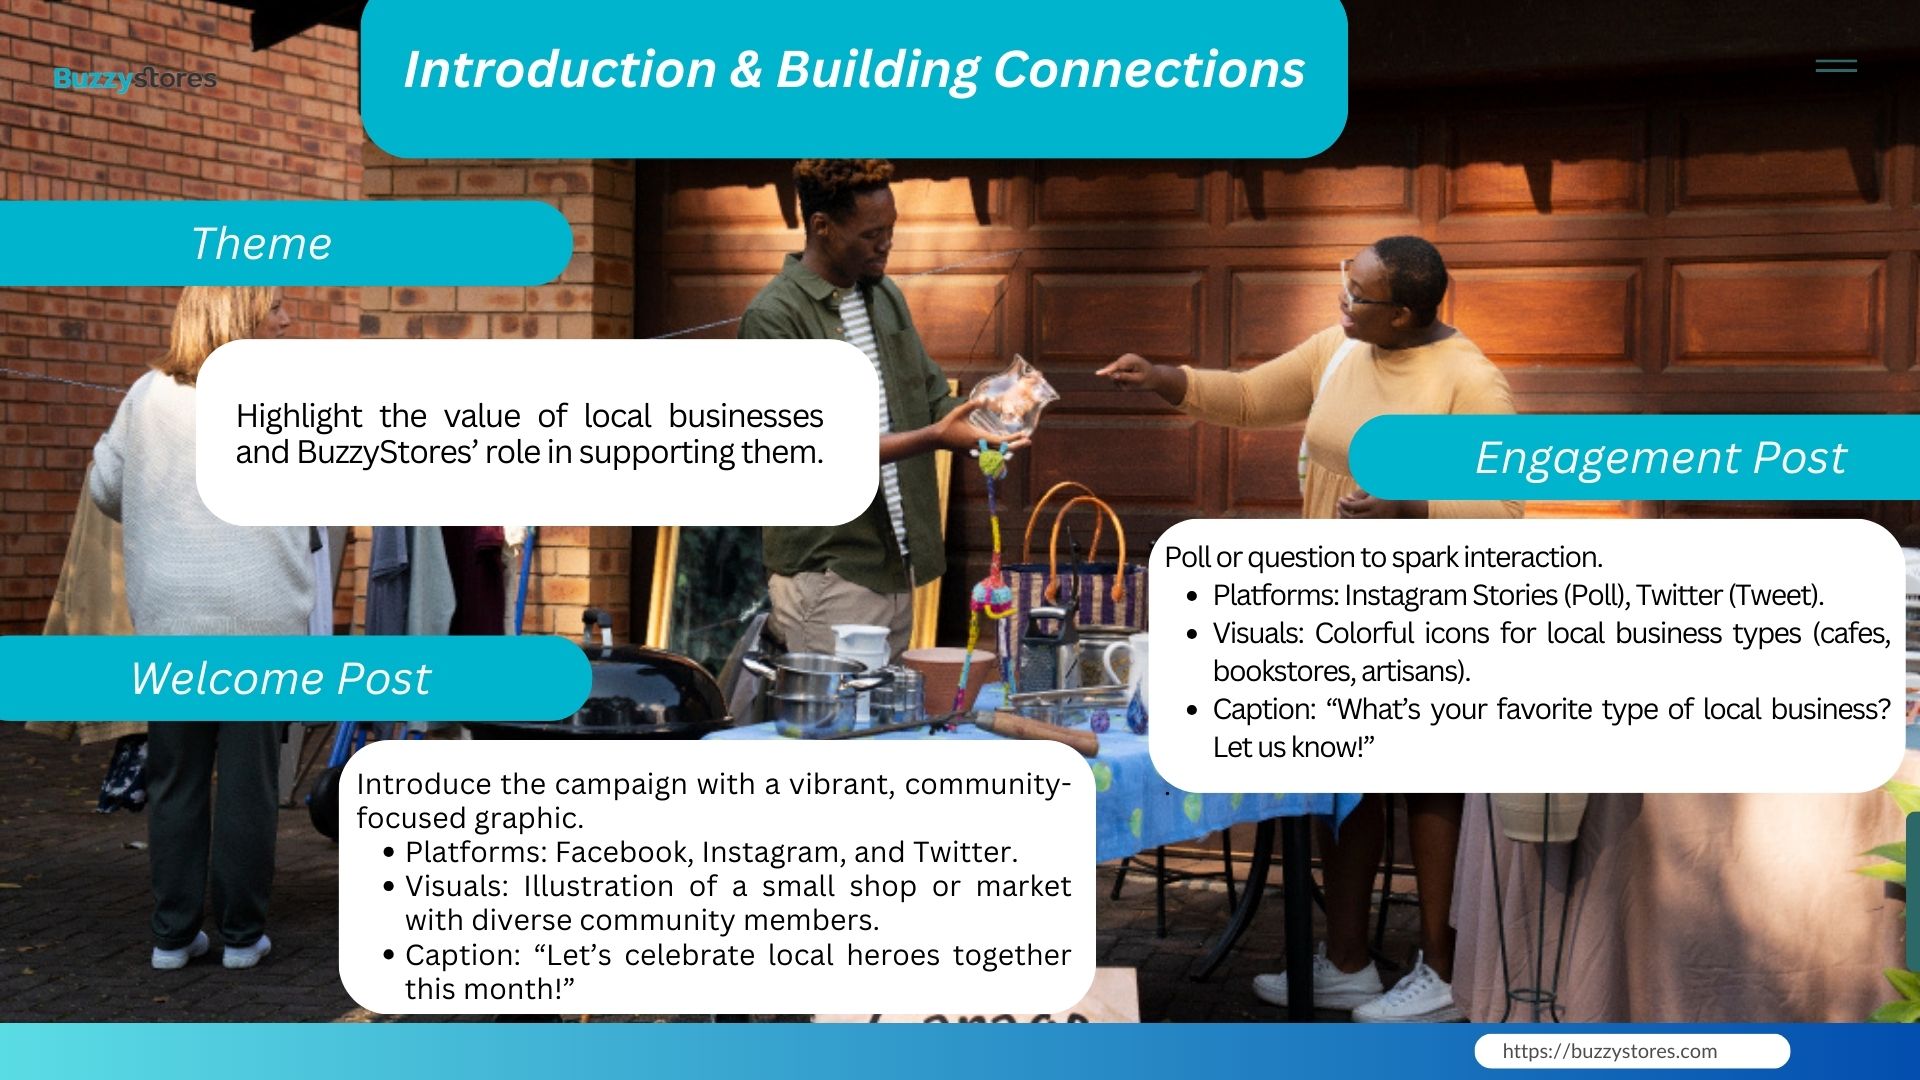 Introduction & Building Connections
Buzzystores
Theme
Highlight the value of local businesses
and BuzzyStores’ role in supporting them.
Engagement Post
Poll or question to spark interaction.
• Platforms: Instagram Stories (Poll), Twitter (Tweet).
• Visuals: Colorful icons for local business types (cafes,
bookstores, artisans).
• Caption: “What’s your favorite type of local business?
Let us know!”
.
Welcome Post
Introduce the campaign with a vibrant, community-
focused graphic.
• Platforms: Facebook, Instagram, and Twitter.
• Visuals: Illustration of a small shop or market
with diverse community members.
• Caption: “Let’s celebrate local heroes together
this month!”
https://buzzystores.com